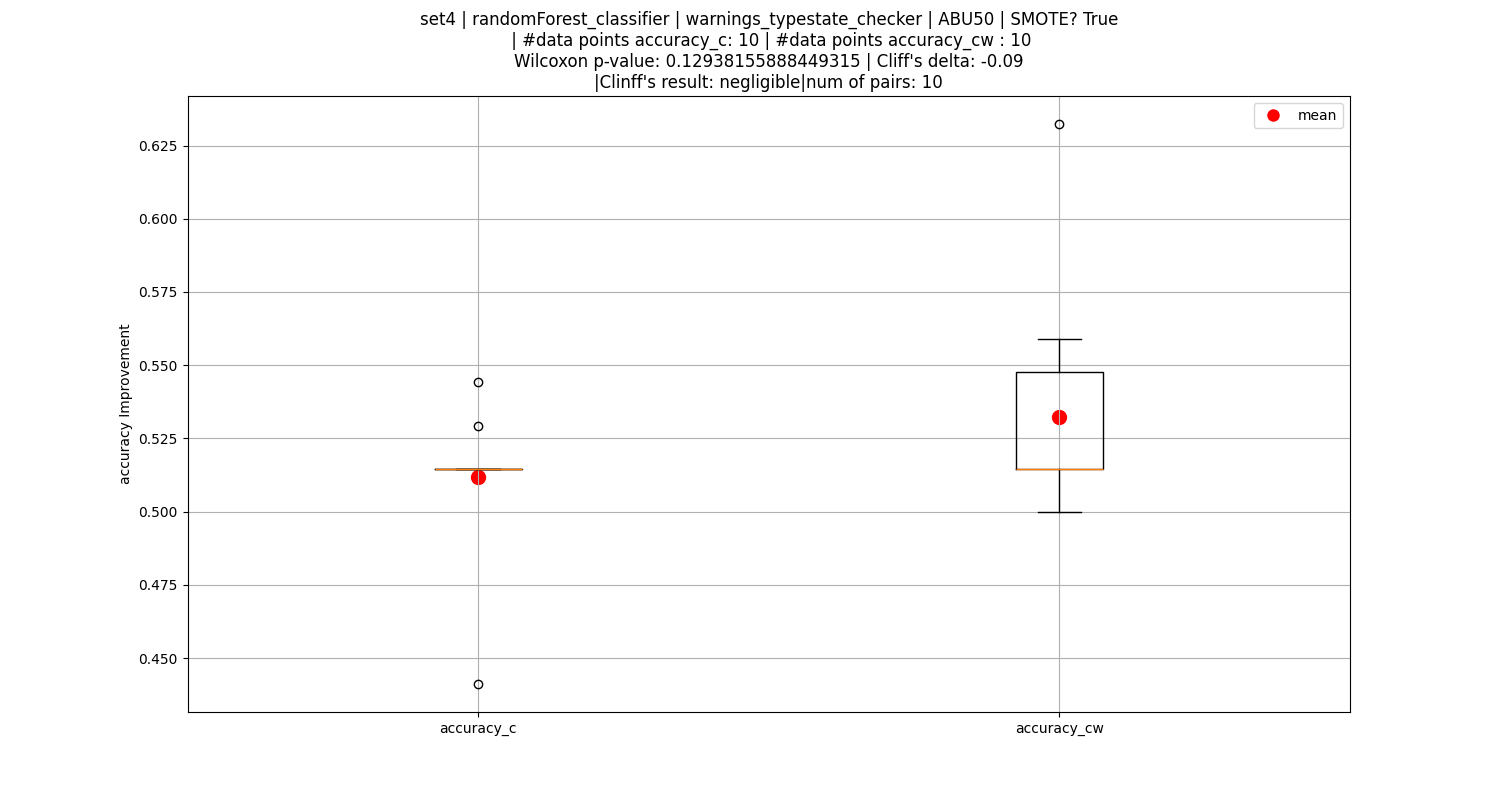 set4 | randomForest_classifier | warnings_typestate_checker | ABU50 | SMOTE? True
| #data points accuracy_c: 10 | #data points accuracy_cw : 10
Wilcoxon p-value: 0.12938155888449315 | Cliff's delta: -0.09
|Clinff's result: negligible|num of pairs: 10
mean
0.625
0.600
0.575
0.550
0.525
0.500
0.475
0.450
accuracy Improvement
accuracy_c
accuracy_cw